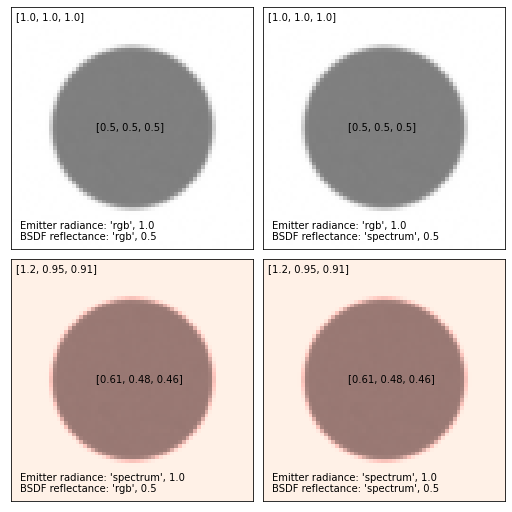 [1.0, 1.0, 1.0]
[0.5, 0.5, 0.5]
Emitter radiance: 'rgb', 1.0
BSDF reflectance: 'rgb', 0.5
[1.0, 1.0, 1.0]
[0.5, 0.5, 0.5]
Emitter radiance: 'rgb', 1.0
BSDF reflectance: 'spectrum', 0.5
[1.2, 0.95, 0.91]
[0.61, 0.48, 0.46]
Emitter radiance: 'spectrum', 1.0
BSDF reflectance: 'rgb', 0.5
[1.2, 0.95, 0.91]
[0.61, 0.48, 0.46]
Emitter radiance: 'spectrum', 1.0
BSDF reflectance: 'spectrum', 0.5